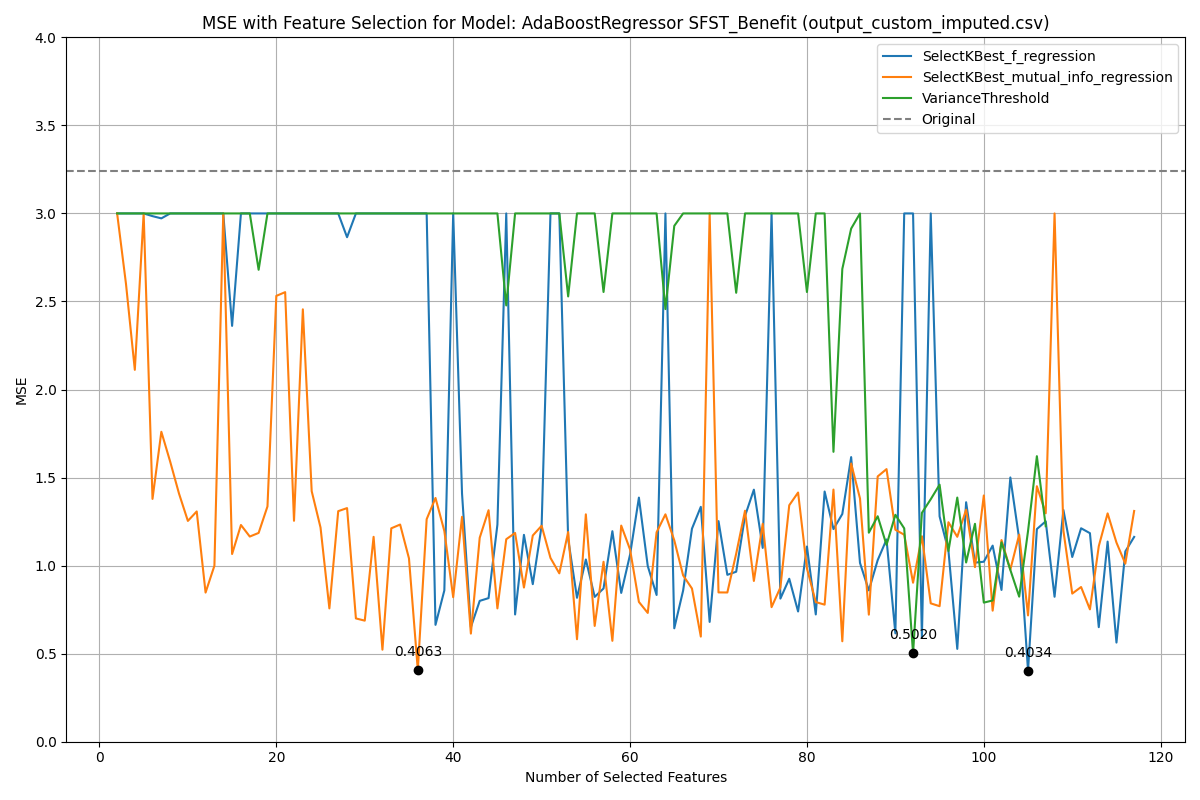 MSE with Feature Selection for Model: AdaBoostRegressor SFST_Benefit (output_custom_imputed.csv)
4.0
3.5
3.0
2.5
2.0
1.5
1.0
0.5
0.0
MSE
SelectKBest_f_regression
SelectKBest_mutual_info_regression
VarianceThreshold
Original
0.4063
0.5020
0.4034
0 20 40 60 80 100 120
Number of Selected Features